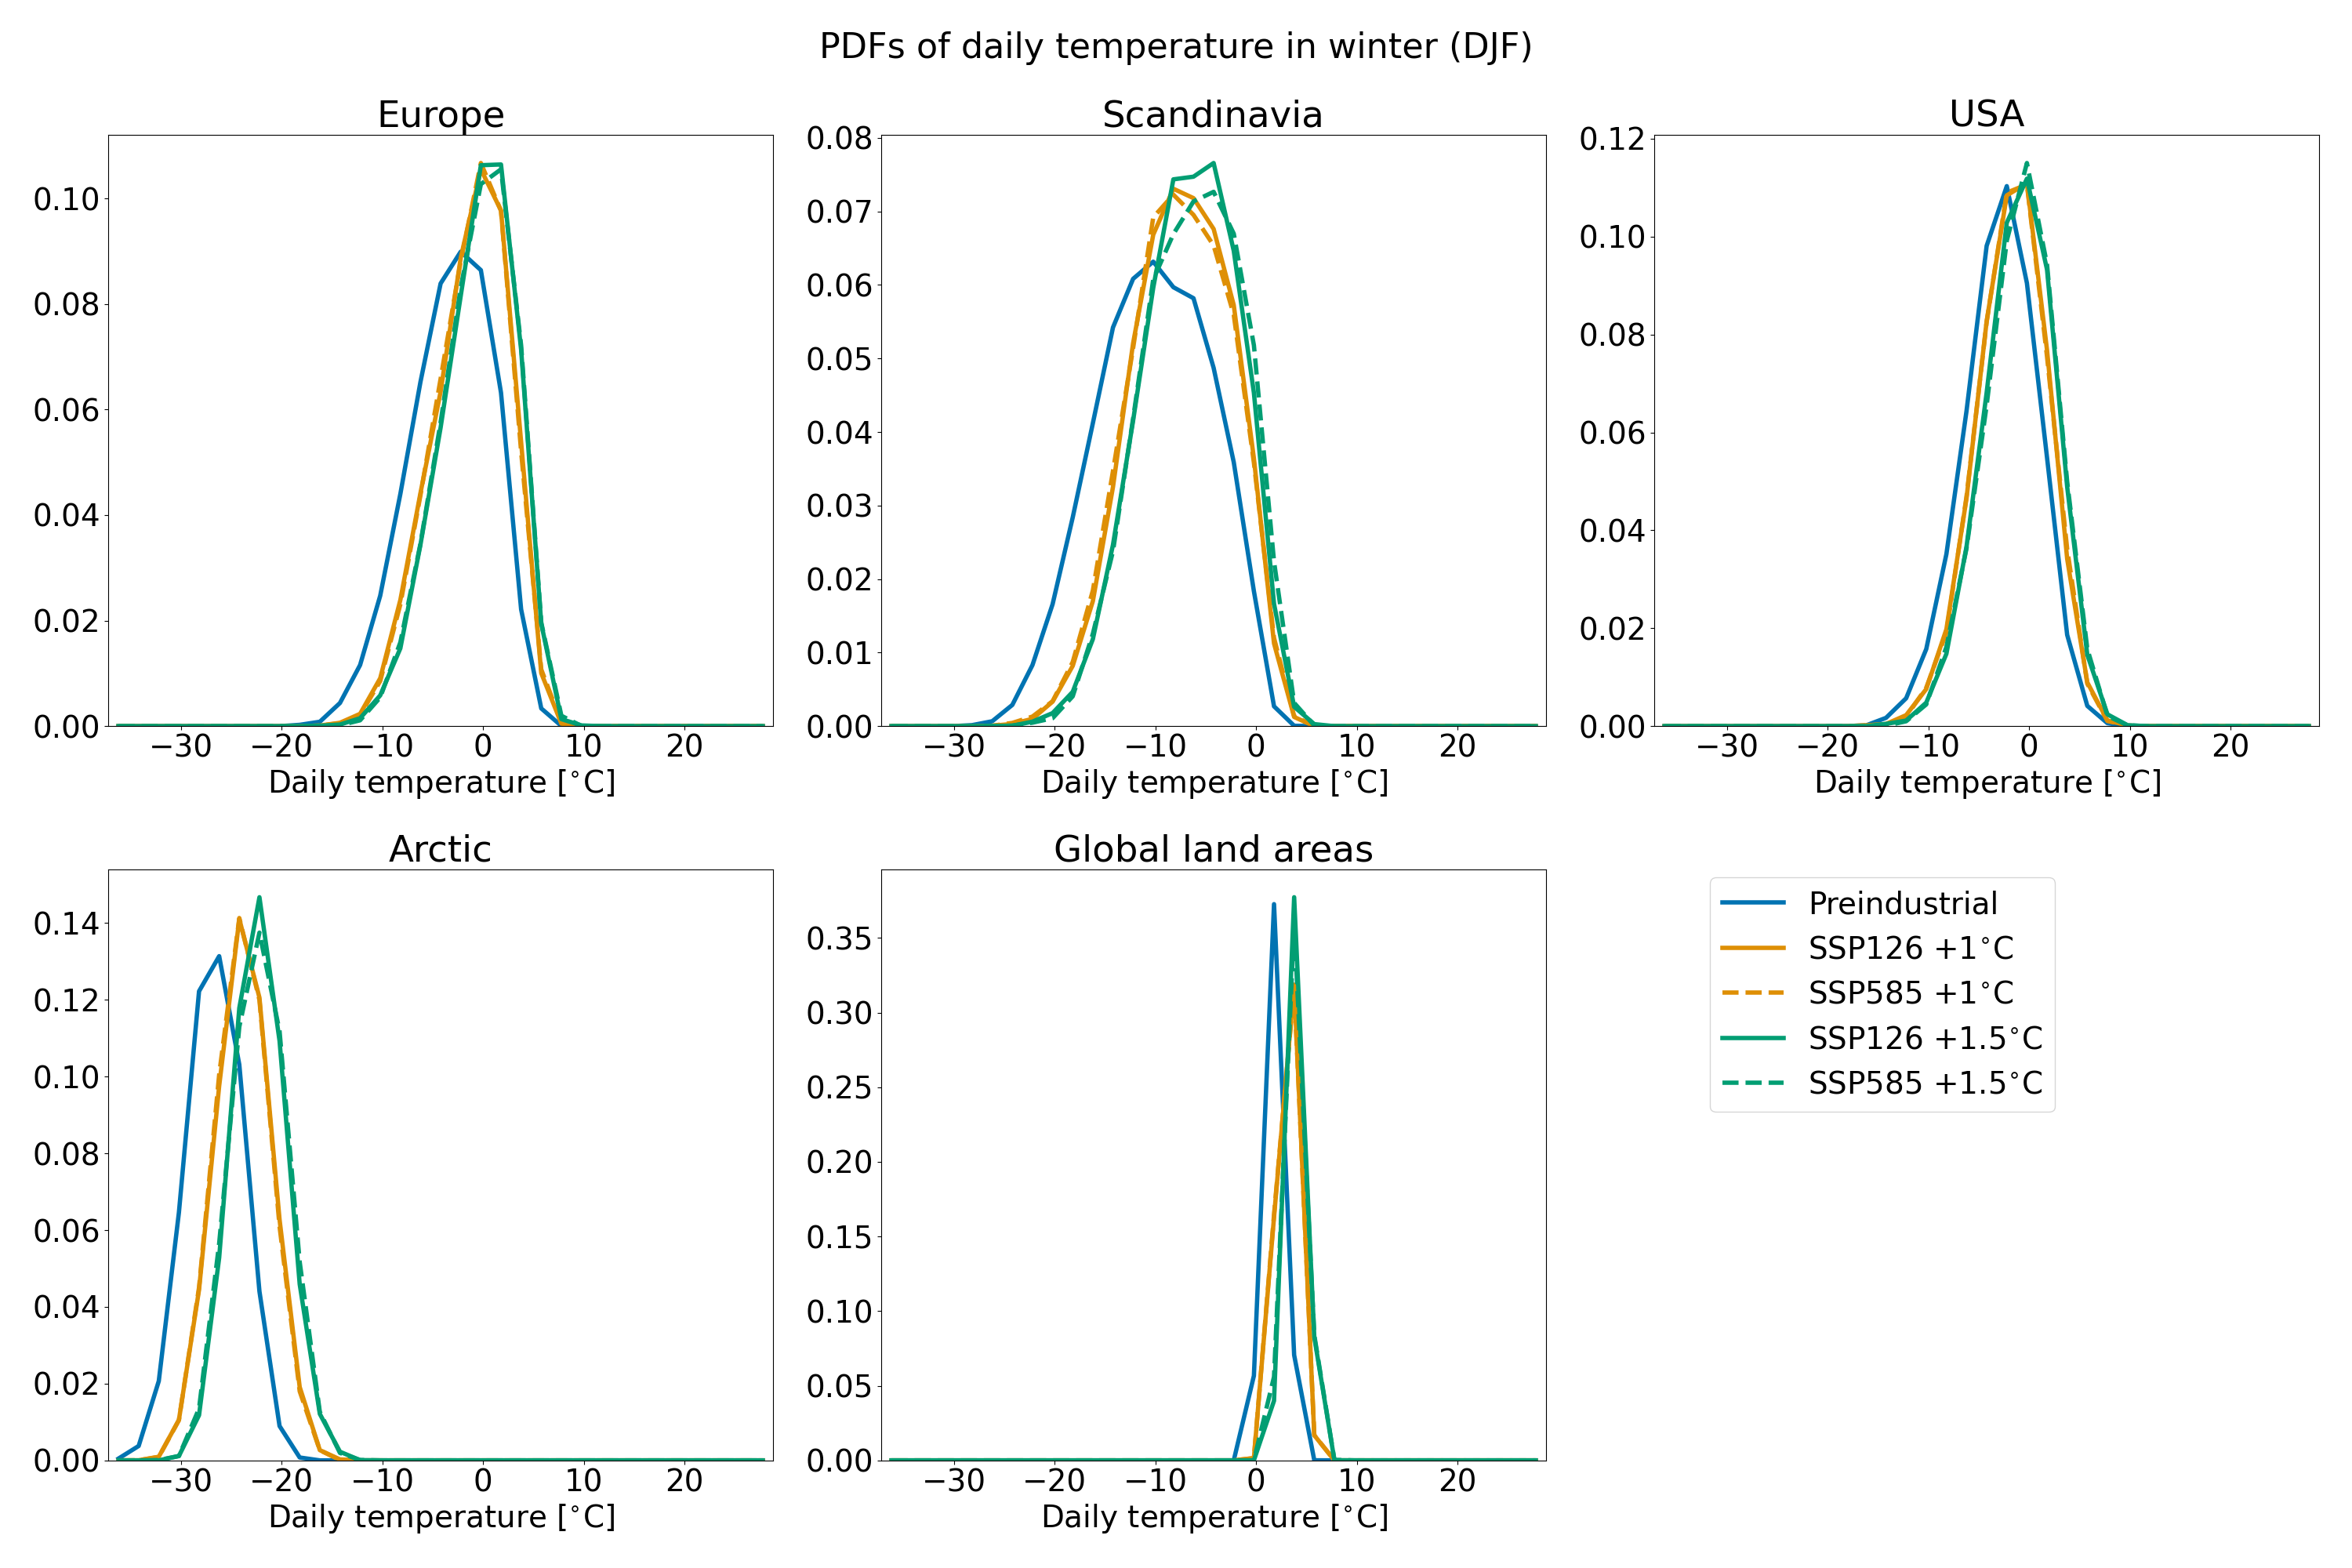 PDFs of daily temperature in winter (DJF)
Europe
0.10
0.08
0.06
0.04
0.02
0.00
−30 −20 −10 0 10 20
Daily temperature [°C]
Scandinavia
0.08
0.07
0.06
0.05
0.04
0.03
0.02
0.01
0.00
−30 −20 −10 0 10 20
Daily temperature [°C]
USA
0.12
0.10
0.08
0.06
0.04
0.02
0.00
−30 −20 −10 0 10 20
Daily temperature [°C]
Arctic
0.14
0.12
0.10
0.08
0.06
0.04
0.02
0.00
−30 −20 −10 0 10 20
Daily temperature [°C]
Global land areas
0.35
0.30
0.25
0.20
0.15
0.10
0.05
0.00
−30 −20 −10 0 10 20
Daily temperature [°C]
Preindustrial
SSP126 +1°C
SSP585 +1°C
SSP126 +1.5°C
SSP585 +1.5°C